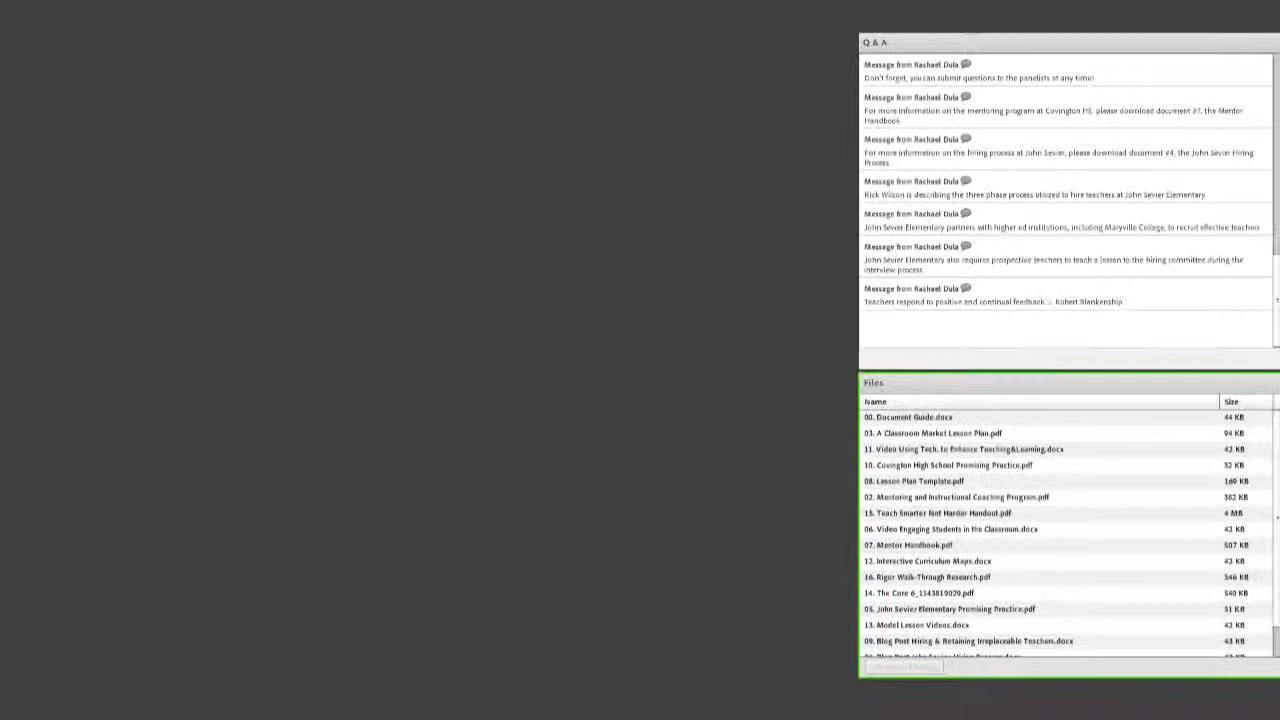 Q & A
Message from Rachael Dula
Don't forget, you can submit questions to the panelists at any time!
Message from Rachael Dula
For more information on the mentoring program at Covington HS, please download document #7, the Mentor
Handbook
Message from Rachael Dula
For more information on the hiring process at John Sevier, please download document #4, the John Sevier Hiring
Process
Message from Rachael Dula
Rick Wilson is describing the three phase process utilized to hire teachers at John Sevier Elementary
Message from Rachael Dula
John Sevier Elementary partners with higher ed institutions, including Maryville College, to recruit effective teachers
Message from Rachael Dula
John Sevier Elementary also requires prospective teachers to teach a lesson to the hiring committee during the
interview process
Message from Rachael Dula
Teachers respond to positive and continual feedback... Robert Blankenship
Files
Name Size
00. Document Guide.docx 44 KB
03. A Classroom Market Lesson Plan.pdf 94 KB
11. Video Using Tech. to Enhance Teaching&Learning.docx 42 KB
10. Covington High School Promising Practice.pdf 32 KB
08. Lesson Plan Template.pdf 169 KB
02. Mentoring and Instructional Coaching Program.pdf 382 KB
15. Teach Smarter Not Harder Handout.pdf 4 MB
06. Video Engaging Students in the Classroom.docx 42 KB
07. Mentor Handbook.pdf 507 KB
12. Interactive Curriculum Maps.docx 42 KB
16. Rigor Walk-Through Research.pdf 346 KB
14. The Core 6_1143819029.pdf 540 KB
05. John Sevier Elementary Promising Practice.pdf 31 KB
13. Model Lesson Videos.docx 42 KB
09. Blog Post Hiring & Retaining Irreplaceable Teachers.docx 43 KB